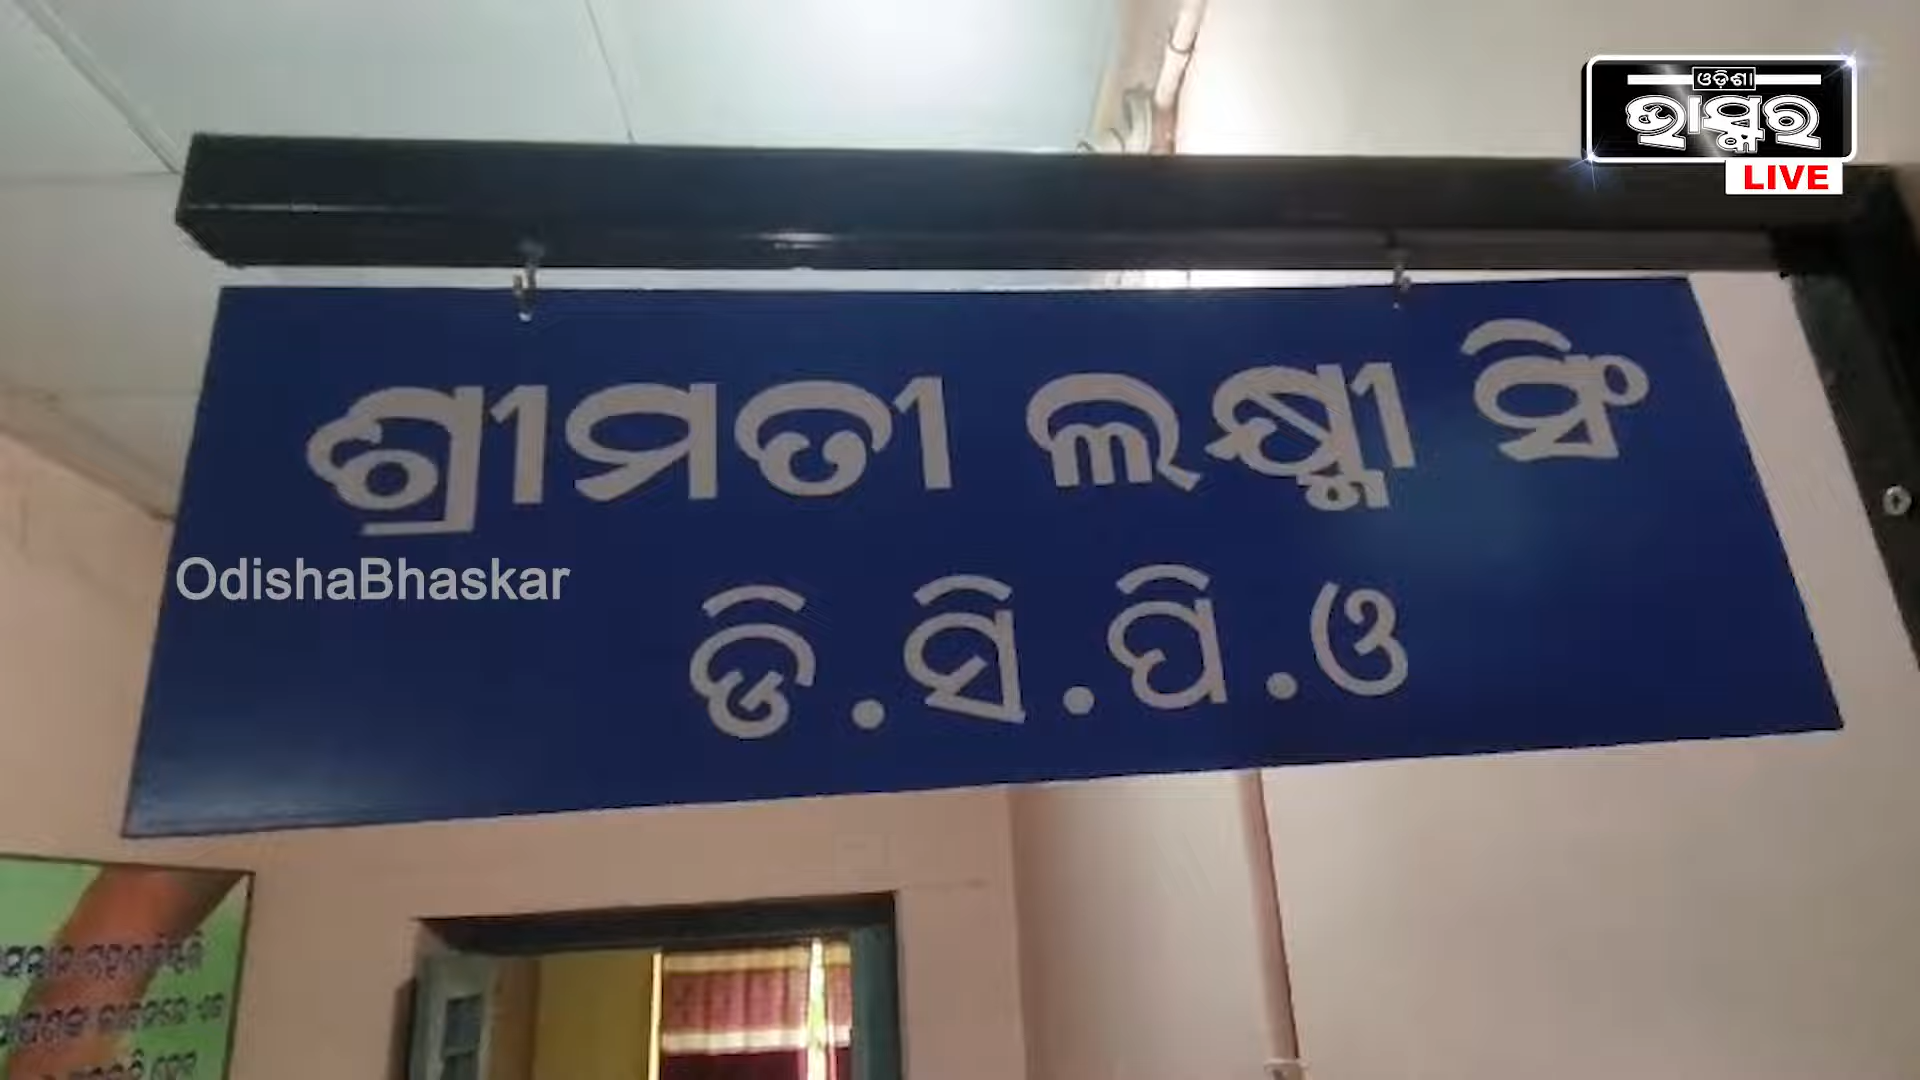 ଓଡ଼ିଶା
ଭାସ୍କର
LIVE
ଶ୍ରୀମତୀ ଲକ୍ଷ୍ମୀ ସିଂ
OdishaBhaskar
ଡି.ସି.ପି.ଓ